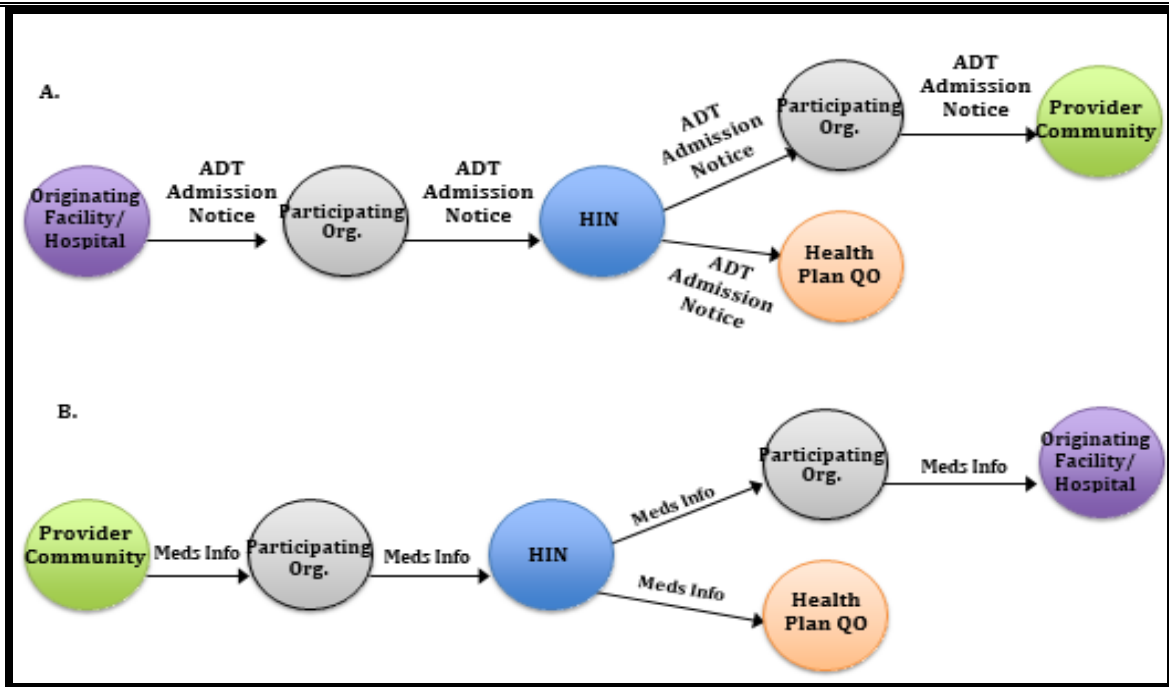 A.
Originating
Facility/
Hospital
ADT
Admission
Notice
Participating
Org.
ADT
Admission
Notice
HIN
ADT
Admission
Notice
Participating
Org.
ADT
Admission
Notice
Provider
Community
ADT
Admission
Notice
Health
Plan QO
B.
Provider
Community
Meds Info
Participating
Org.
Meds Info
HIN
Meds Info
Participating
Org.
Meds Info
Originating
Facility/
Hospital
Meds Info
Health
Plan QO